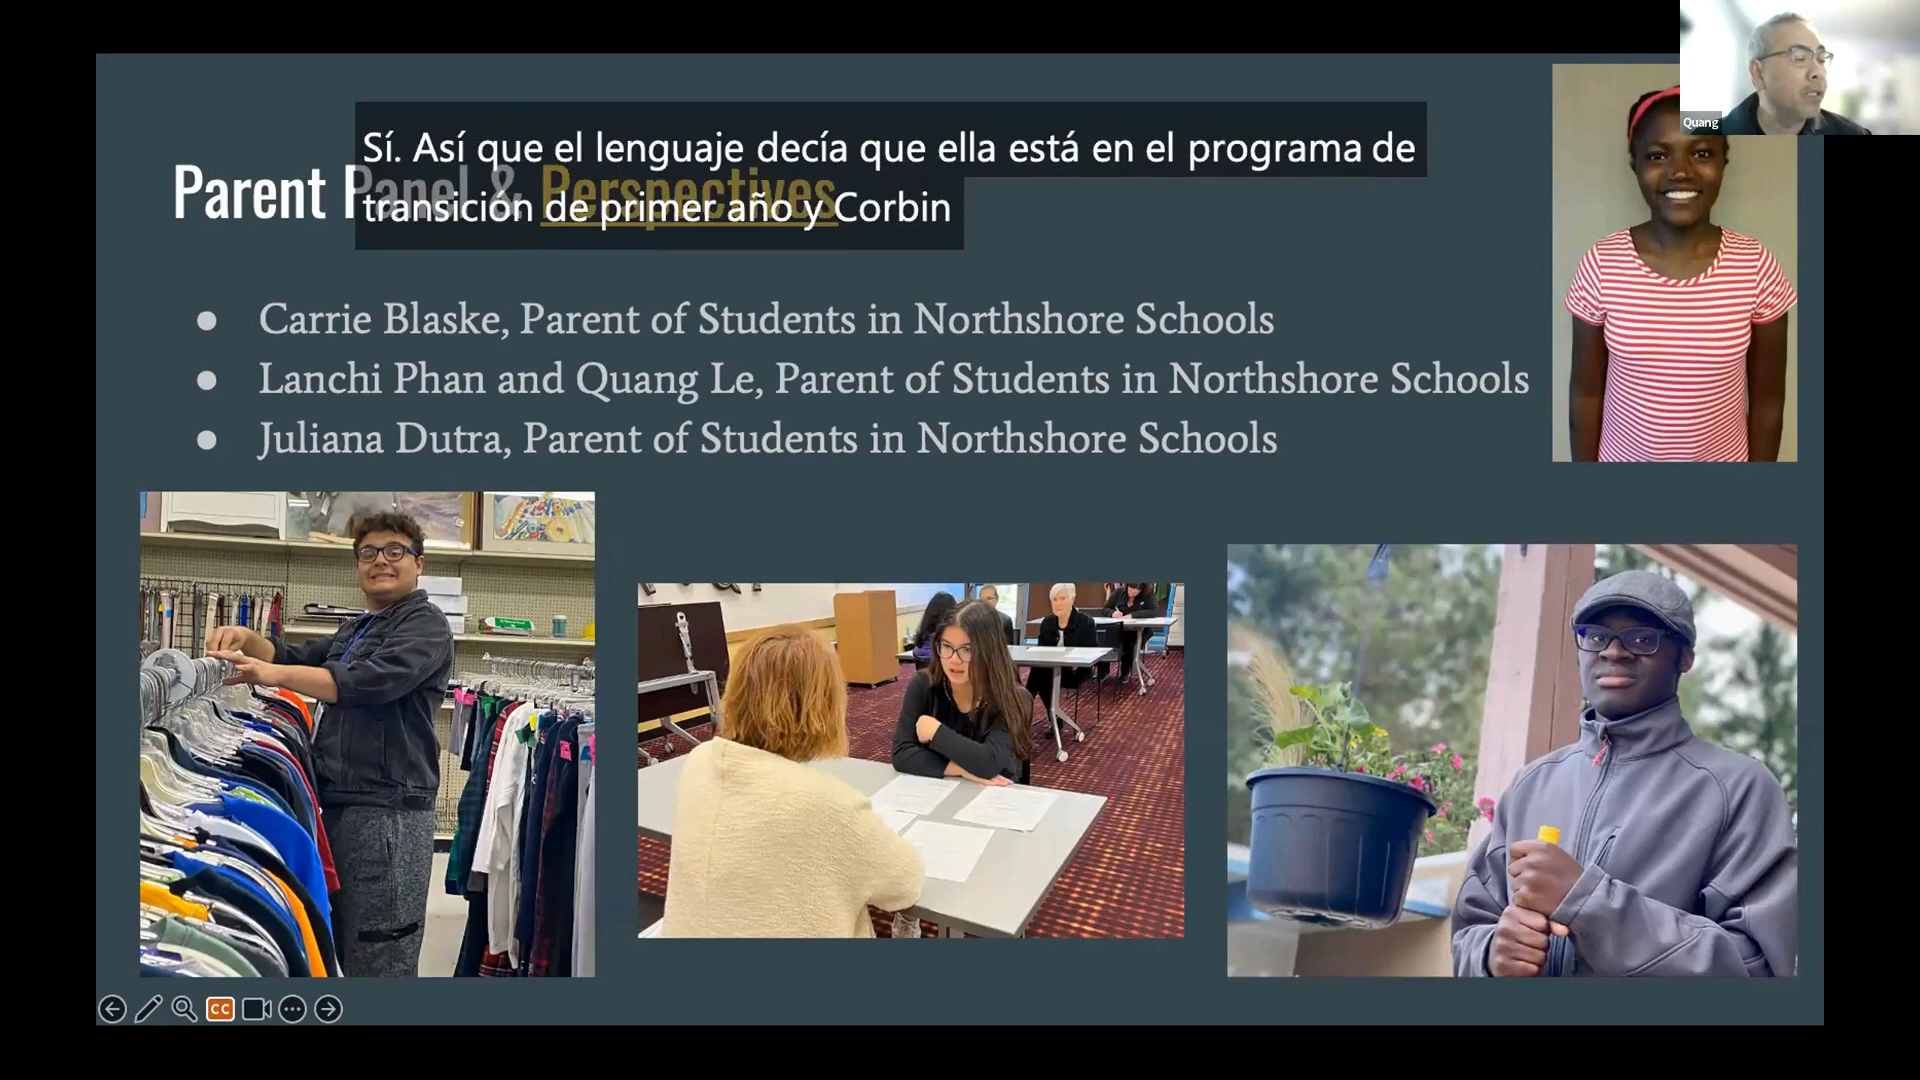 Quang
Sí. Así que el lenguaje decía que ella está en el programa de
transición de primer año y Corbin
Parent Panel & Perspectives
● Carrie Blaske, Parent of Students in Northshore Schools
● Lanchi Phan and Quang Le, Parent of Students in Northshore Schools
● Juliana Dutra, Parent of Students in Northshore Schools
CC